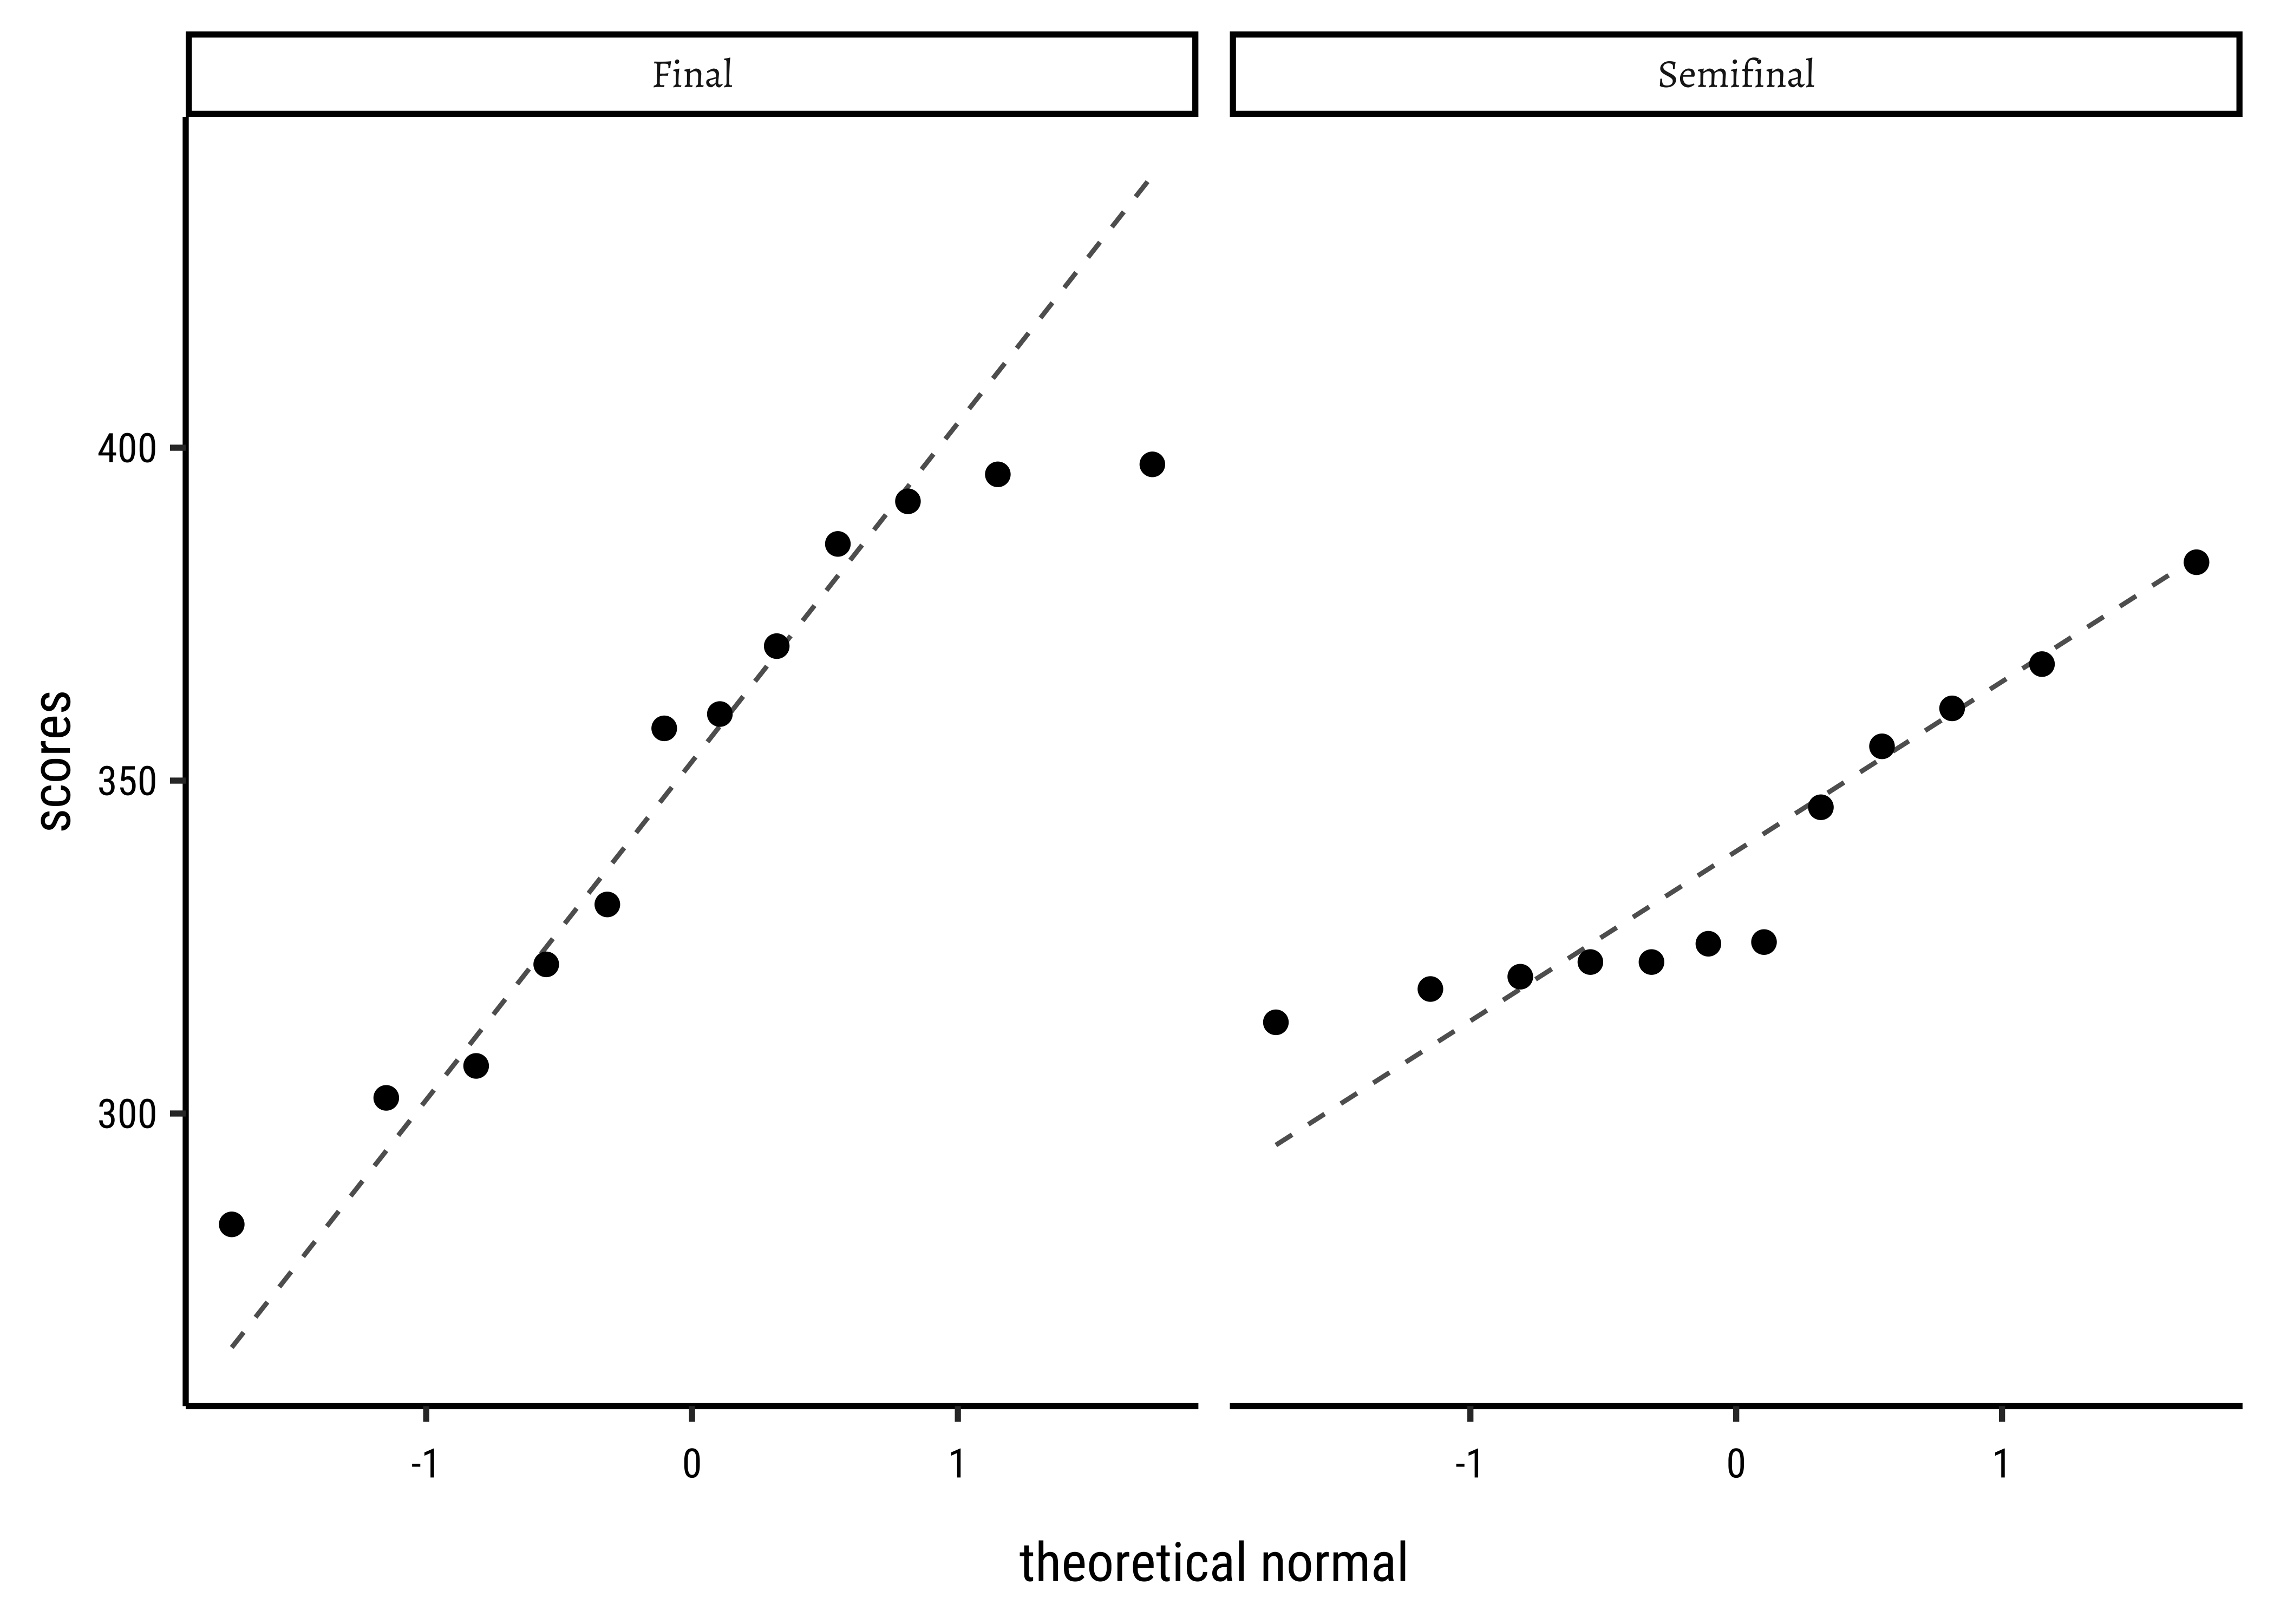 Final
Semifinal
scores
400
350
300
-1 0 1
-1 0 1
theoretical normal